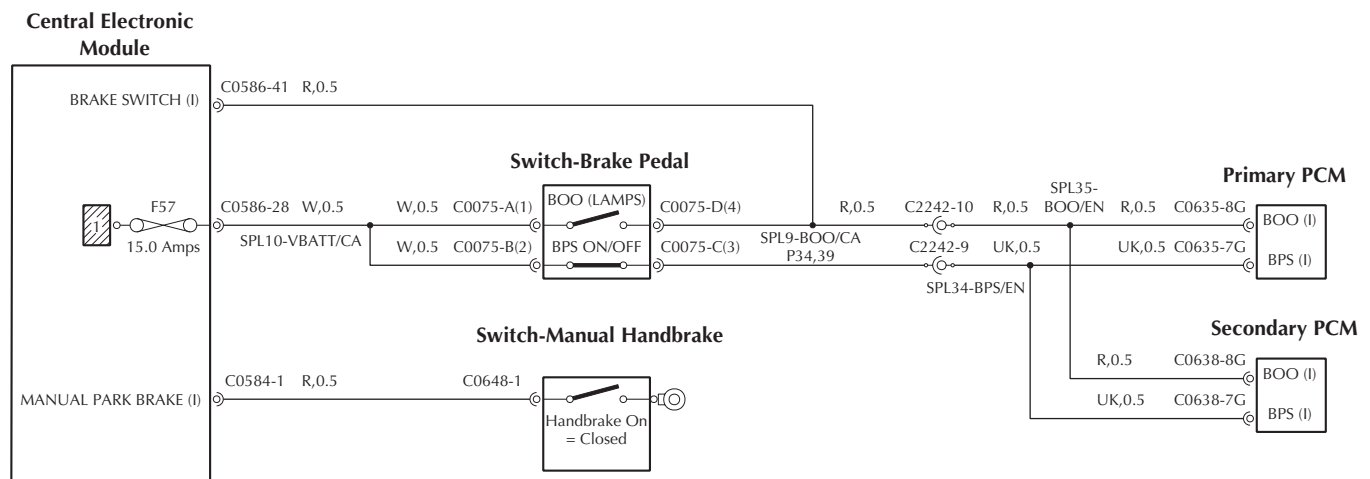 Central Electronic
Module
BRAKE SWITCH (I)
C0586-41 R,0.5
Switch-Brake Pedal
1
F57
15.0 Amps
C0586-28 W,0.5
SPL10-VBATT/CA
W,0.5 C0075-A(1)
W,0.5 C0075-B(2)
BOO (LAMPS)
BPS ON/OFF
C0075-D(4)
C0075-C(3)
R,0.5
SPL9-BOO/CA
P34,39
C2242-10
C2242-9
R,0.5
UK,0.5
SPL34-BPS/EN
SPL35-
BOO/EN
R,0.5 C0635-8G
UK,0.5 C0635-7G
Primary PCM
BOO (I)
BPS (I)
Switch-Manual Handbrake
MANUAL PARK BRAKE (I)
C0584-1 R,0.5
C0648-1
Handbrake On
= Closed
Secondary PCM
R,0.5 C0638-8G
UK,0.5 C0638-7G
BOO (I)
BPS (I)